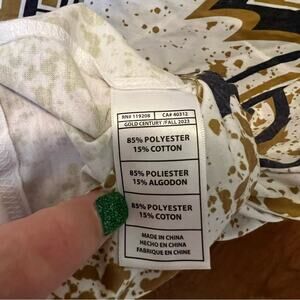 RN# 119208 CA# 40312
GOLD CENTURY /FALL 2023
85% POLYESTER
15% COTTON
85% POLIESTER
15% ALGODON
85% POLYESTER
15% COTON
MADE IN CHINA
HECHO EN CHINA
FABRIQUE EN CHINE